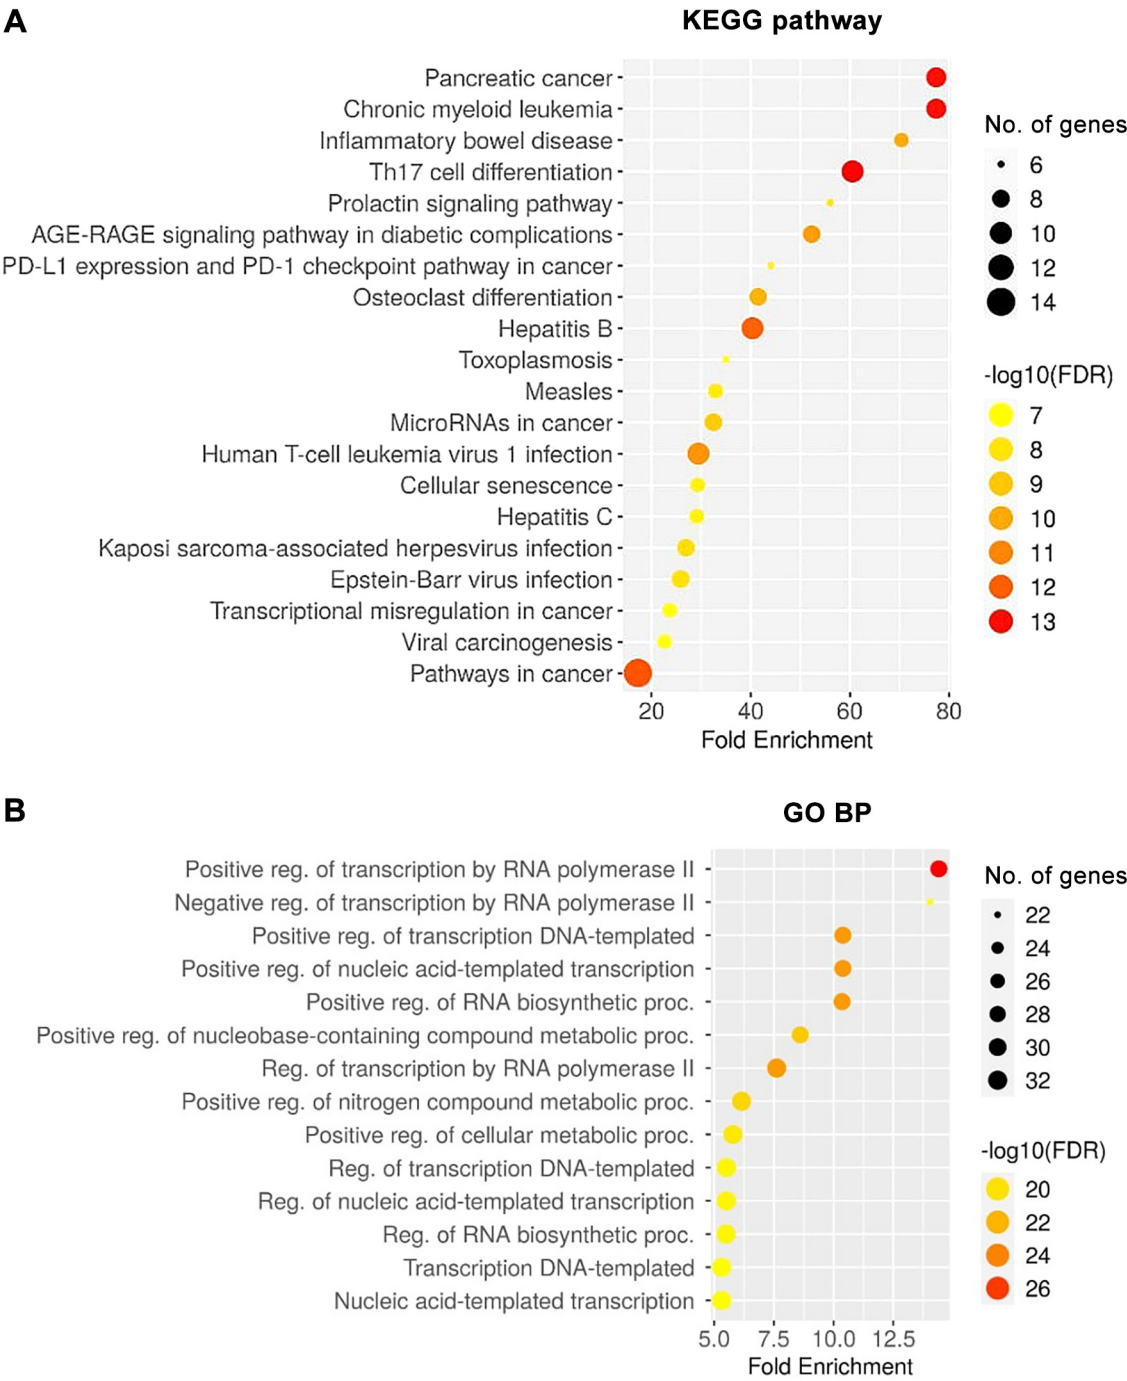 A
KEGG pathway
Pancreatic cancer
Chronic myeloid leukemia
Inflammatory bowel disease
Th17 cell differentiation
Prolactin signaling pathway
AGE-RAGE signaling pathway in diabetic complications
PD-L1 expression and PD-1 checkpoint pathway in cancer
Osteoclast differentiation
Hepatitis B
Toxoplasmosis
Measles
MicroRNAs in cancer
Human T-cell leukemia virus 1 infection
Cellular senescence
Hepatitis C
Kaposi sarcoma-associated herpesvirus infection
Epstein-Barr virus infection
Transcriptional misregulation in cancer
Viral carcinogenesis
Pathways in cancer
20 40 60 80
Fold Enrichment
No. of genes
6
8
10
12
14
-log10(FDR)
7
8
9
10
11
12
13
B
GO BP
Positive reg. of transcription by RNA polymerase II
Negative reg. of transcription by RNA polymerase II
Positive reg. of transcription DNA-templated
Positive reg. of nucleic acid-templated transcription
Positive reg. of RNA biosynthetic proc.
Positive reg. of nucleobase-containing compound metabolic proc.
Reg. of transcription by RNA polymerase II
Positive reg. of nitrogen compound metabolic proc.
Positive reg. of cellular metabolic proc.
Reg. of transcription DNA-templated
Reg. of nucleic acid-templated transcription
Reg. of RNA biosynthetic proc.
Transcription DNA-templated
Nucleic acid-templated transcription
5.0 7.5 10.0 12.5
Fold Enrichment
No. of genes
22
24
26
28
30
32
-log10(FDR)
20
22
24
26